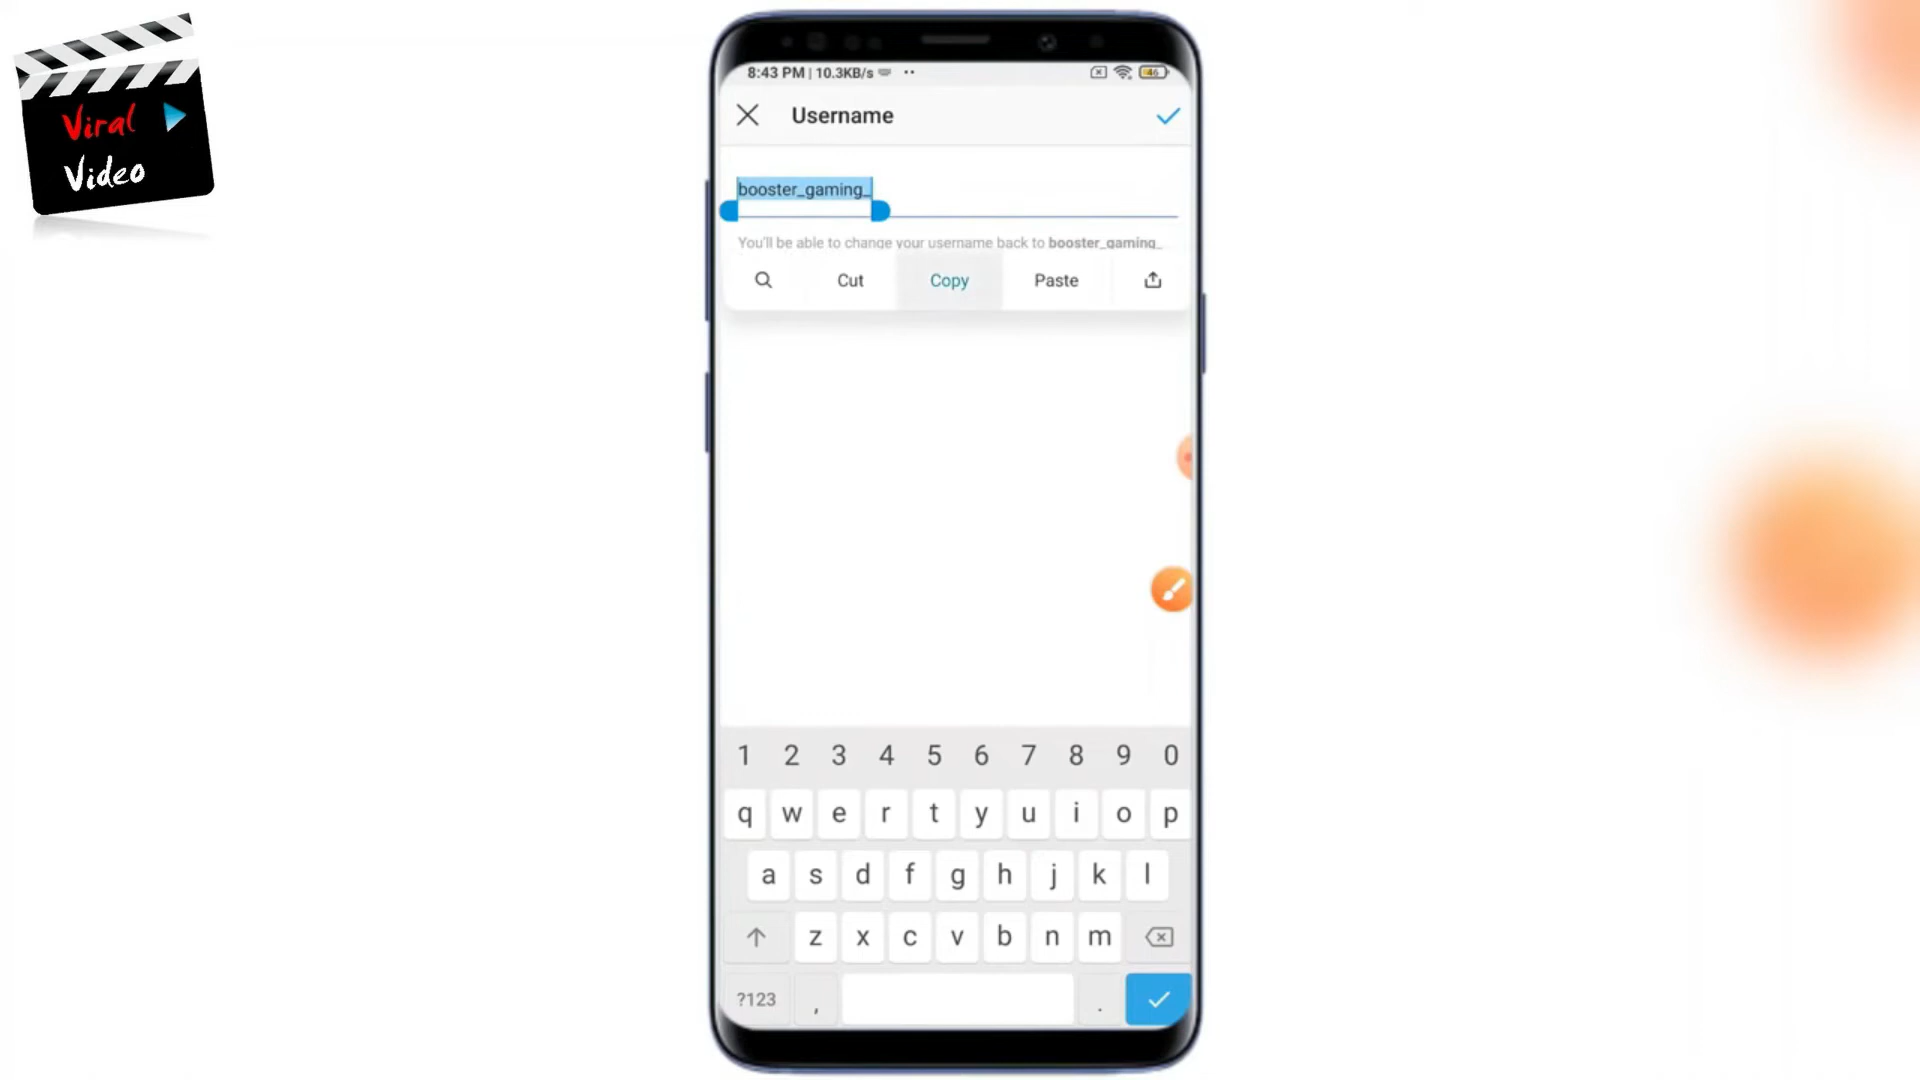 Viral
Video
8:43 PM | 10.3KB/s
46
Username
booster_gaming_
You'll be able to change your username back to booster_gaming_
Cut Copy Paste
1 2 3 4 5 6 7 8 9 0
q w e r t y u i o p
a s d f g h j k l
z x c v b n m
?123 , .